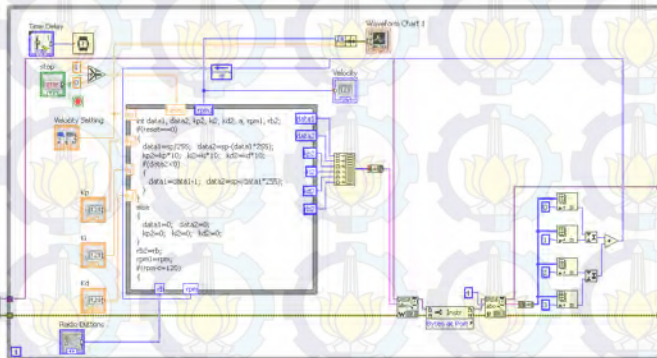 Time Delay
Waveform Chart 1
stop
Velocity
Velocity Setting
rpm
int data1, data2, kp2, ki2, kd2, a, rpm1, rb2;
if(reset==0)
{
data1=sp/255; data2=sp-(data1*255);
kp2=kp*10; ki2=ki*10; kd2=kd*10;
if(data2<0)
{
data1=data1-1; data2=sp-(data1*255);
}
else
{
data1=0; data2=0;
kp2=0; ki2=0; kd2=0;
}
rb2=rb;
rpm1=rpm;
{
data1
data2
Kp
Ki
Kd
rb
rpm
Radio Buttons
Instr
Bytes at Port
i